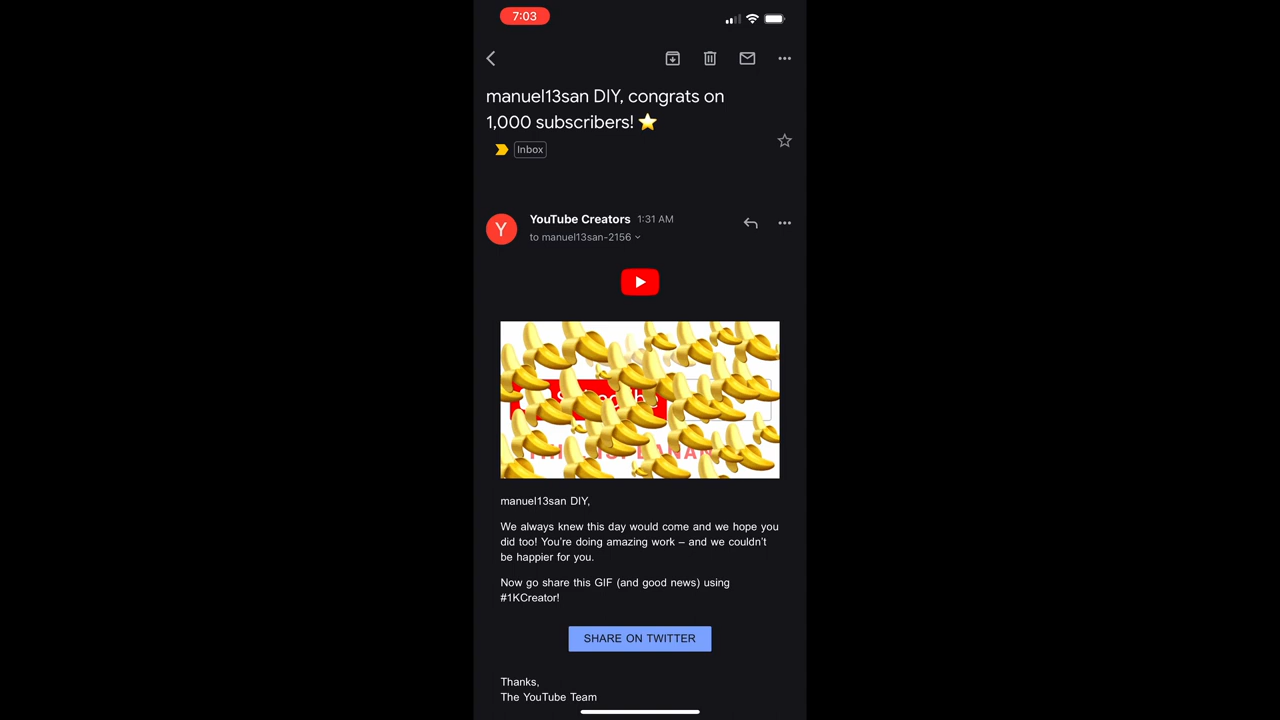 7:03
manuel13san DIY, congrats on
1,000 subscribers! ⭐
Inbox
YouTube Creators 1:31 AM
to manuel13san-2156
Y
manuel13san DIY,
We always knew this day would come and we hope you
did too! You're doing amazing work – and we couldn't
be happier for you.
Now go share this GIF (and good news) using
#1KCreator!
SHARE ON TWITTER
Thanks,
The YouTube Team